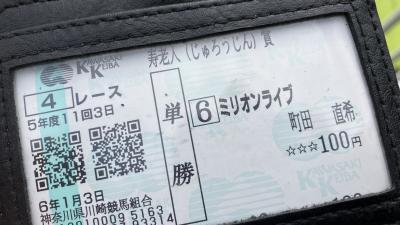 KAWASAKI
KEIBA
寿老人(じゅろうじん)賞
4 レース
5年度11回3日
単勝
6 ミリオンライブ
町田 直希
☆☆☆100円
6年1月3日
神奈川県川崎競馬組合
KAWASAKI
KEIBA